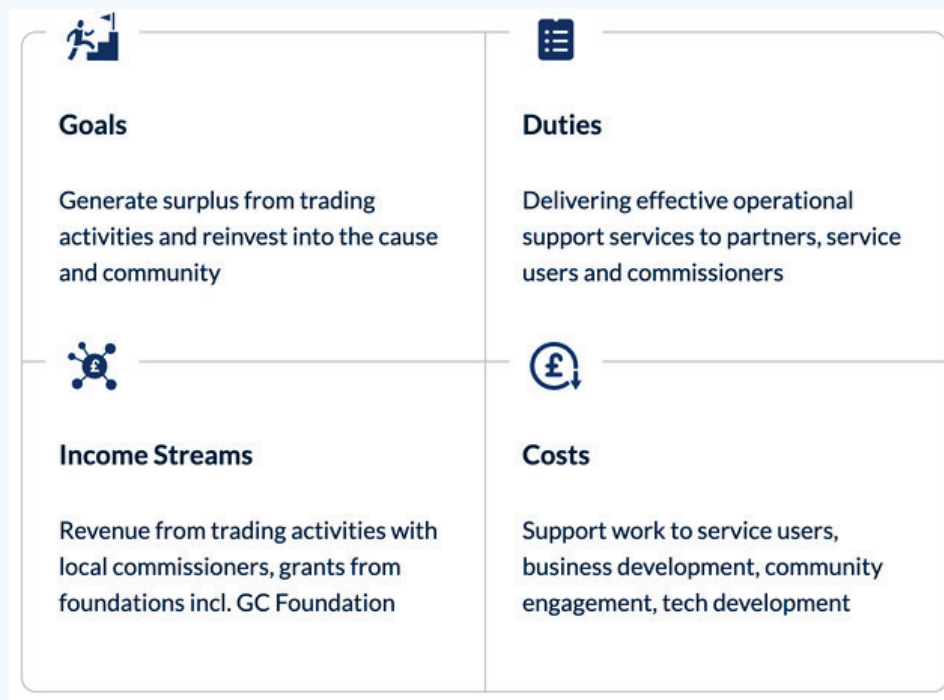 Goals
Generate surplus from trading
activities and reinvest into the cause
and community
Duties
Delivering effective operational
support services to partners, service
users and commissioners
£
Income Streams
Revenue from trading activities with
local commissioners, grants from
foundations incl. GC Foundation
£
Costs
Support work to service users,
business development, community
engagement, tech development